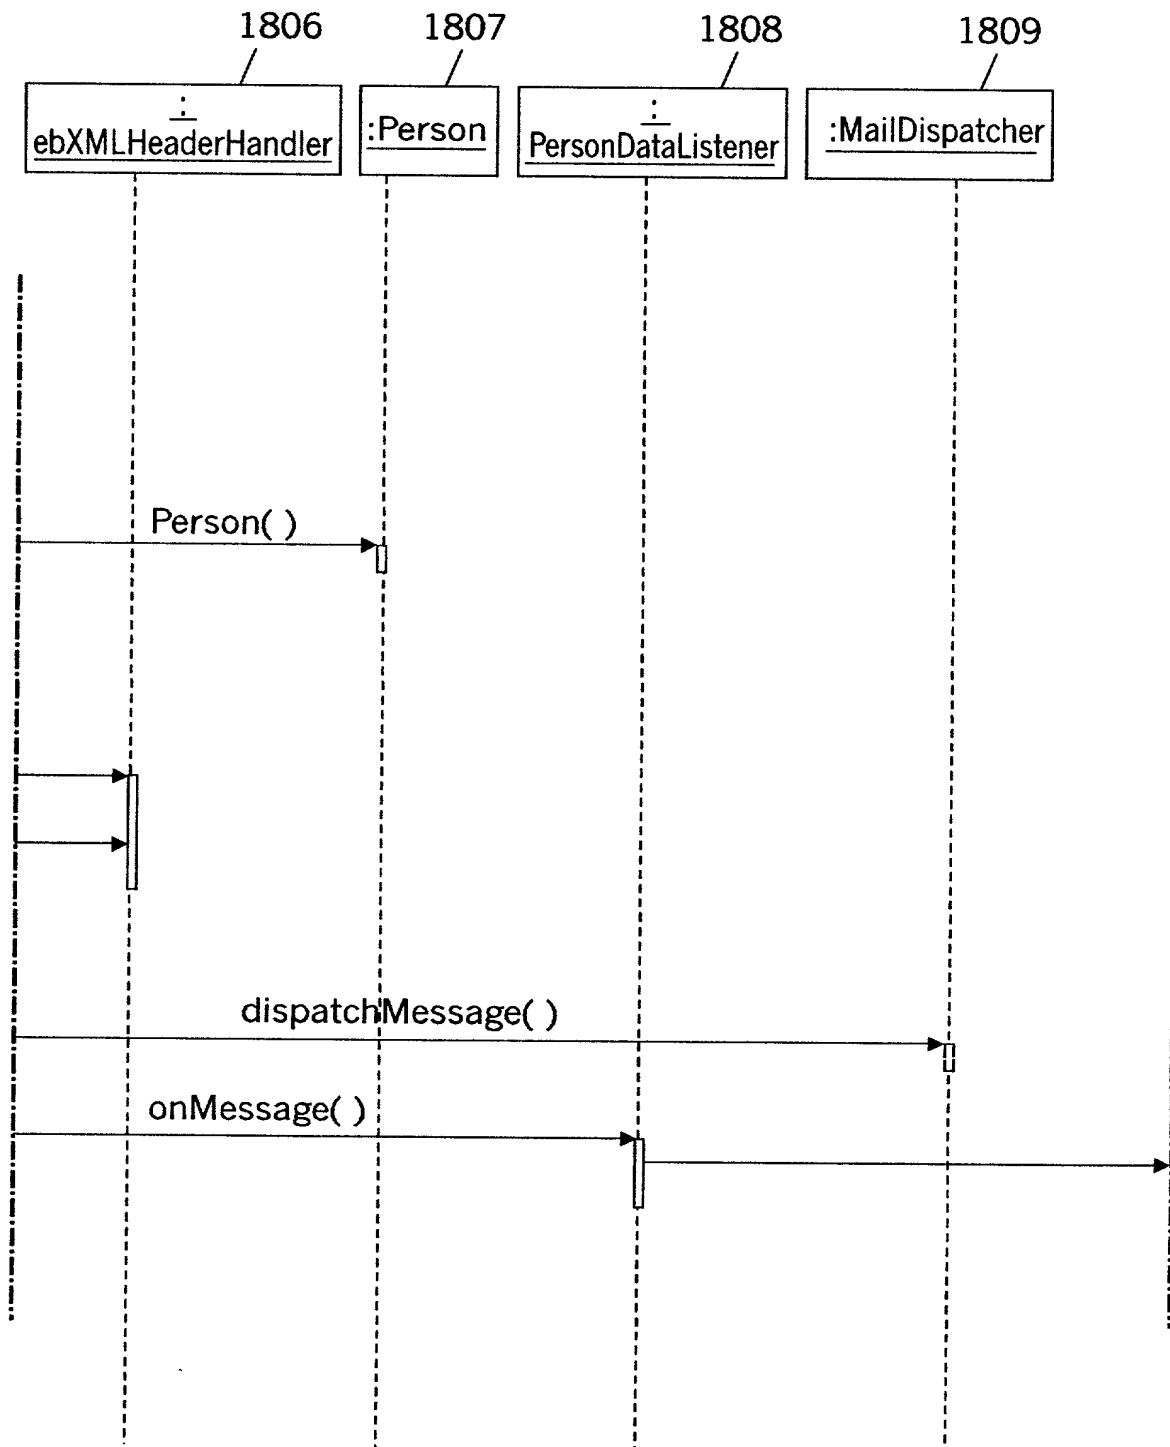 1806
1807
1808
1809
:
ebXMLHeaderHandler
:Person
:
PersonDataListener
:MailDispatcher
Person( )
dispatchMessage( )
onMessage( )